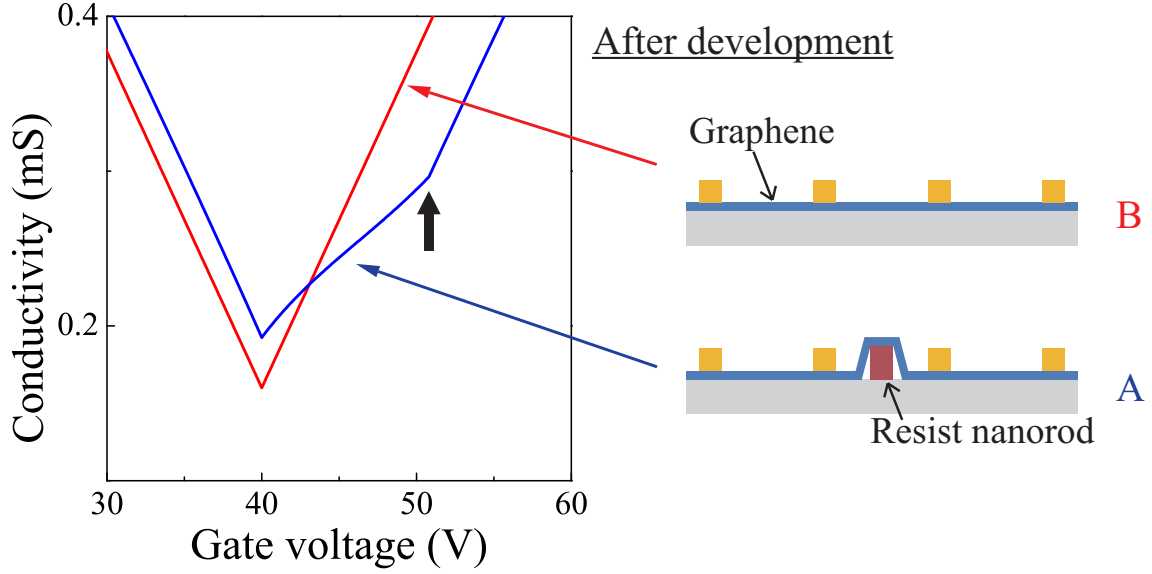 After development
0.4
0.2
Conductivity (mS)
30
40
50
60
Gate voltage (V)
Graphene
B
A
Resist nanorod